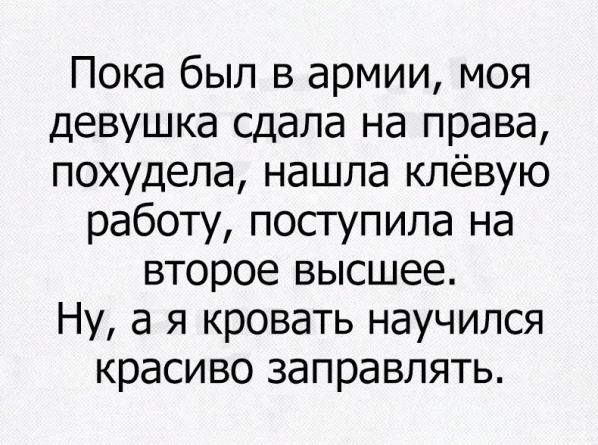 Пока был в армии, моя
девушка сдала на права,
похудела, нашла клёвую
работу, поступила на
второе высшее.
Ну, а я кровать научился
красиво заправлять.